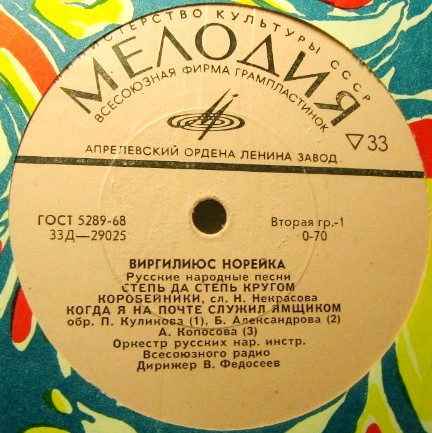 МИНИСТЕРСТВО КУЛЬТУРЫ СССР
МЕЛОДИЯ
ВСЕСОЮЗНАЯ ФИРМА ГРАМПЛАСТИНОК
▽ 33
АПРЕЛЕВСКИЙ ОРДЕНА ЛЕНИНА ЗАВОД
ГОСТ 5289-68
33Д—29025
Вторая гр.-1
0-70
ВИРГИЛИЮС НОРЕЙКА
Русские народные песни
СТЕПЬ ДА СТЕПЬ КРУГОМ
КОРОБЕЙНИКИ, сл. Н. Некрасова
КОГДА Я НА ПОЧТЕ СЛУЖИЛ ЯМЩИКОМ
обр. П. Куликова (1), Б. Александрова (2)
А. Копосова (3)
Оркестр русских нар. инстр.
Всесоюзного радио
Дирижер В. Федосеев